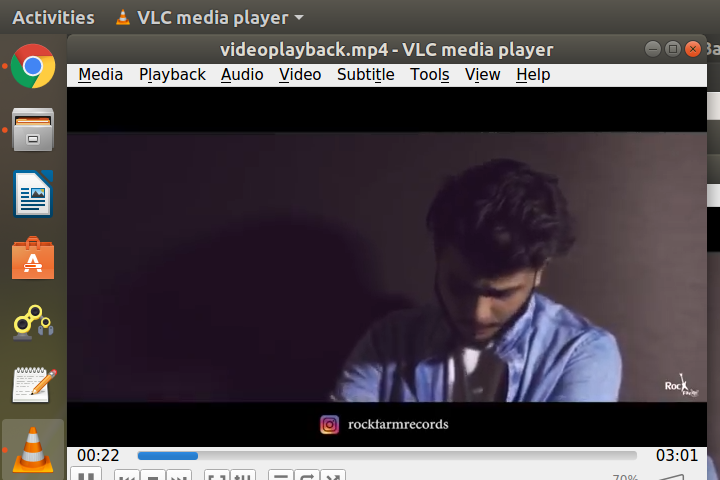 Activities VLC media player
videoplayback.mp4 - VLC media player
Media Playback Audio Video Subtitle Tools View Help
Rock
rockfarmrecords
00:22 03:01
70%